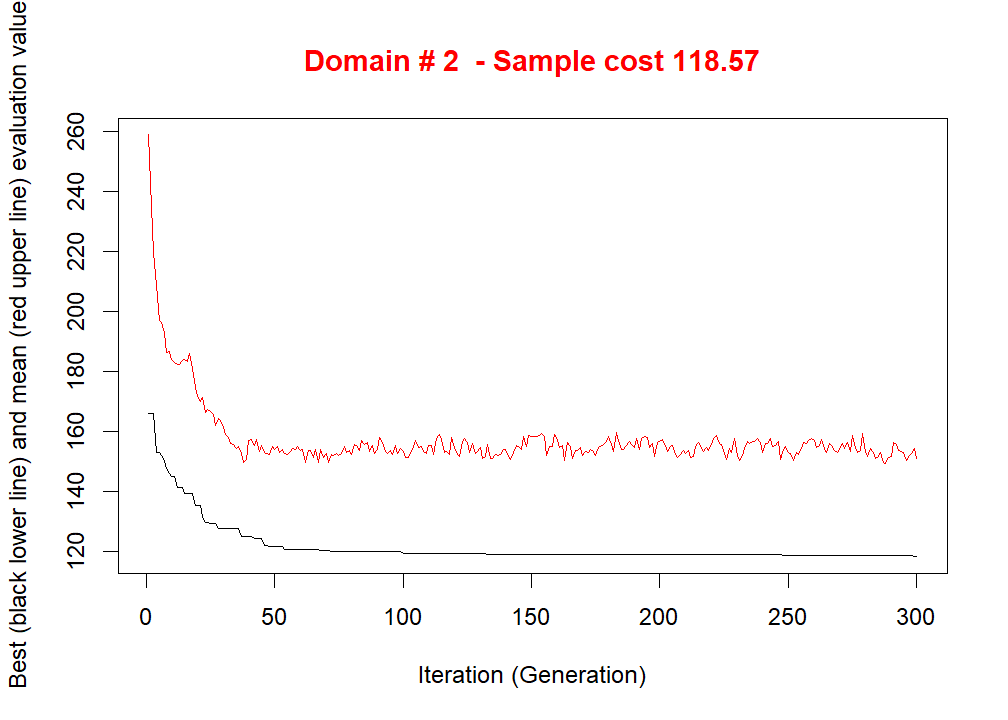 Domain # 2  - Sample cost 118.57
Best (black lower line) and mean (red upper line) evaluation value
260
240
220
200
180
160
140
120
0 50 100 150 200 250 300
Iteration (Generation)